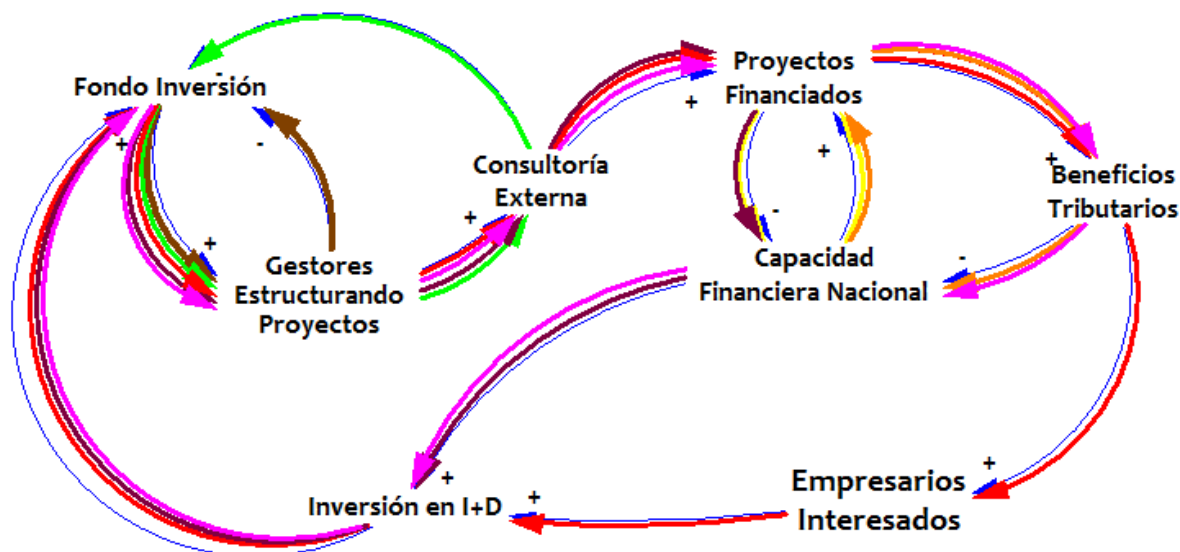 Fondo Inversión
-
+
-
+
Gestores
Estructurando
Proyectos
+
Consultoría
Externa
+
Proyectos
Financiados
+
-
Capacidad
Financiera Nacional
+
Beneficios
Tributarios
-
+
Inversión en I+D
+
Empresarios
Interesados
+